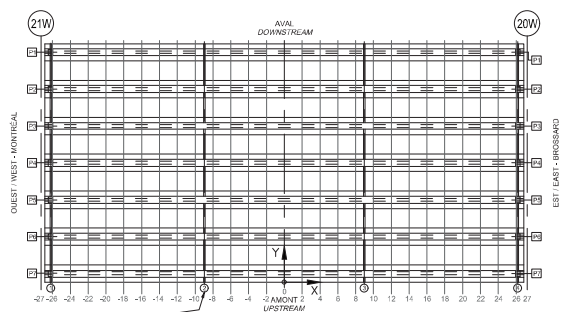 21W
AVAL
DOWNSTREAM
20W
P1 P1
P2 P2
P3 P3
P4 P4
P5 P5
P6 P6
P7 P7
OUEST / WEST - MONTRÉAL
EST / EAST - BROSSARD
Y
X
-27 -26 -24 -22 -20 -18 -16 -14 -12 -10 -8 -6 -4 -2 0 2 4 6 8 10 12 14 16 18 20 22 24 26 27
AMONT
UPSTREAM